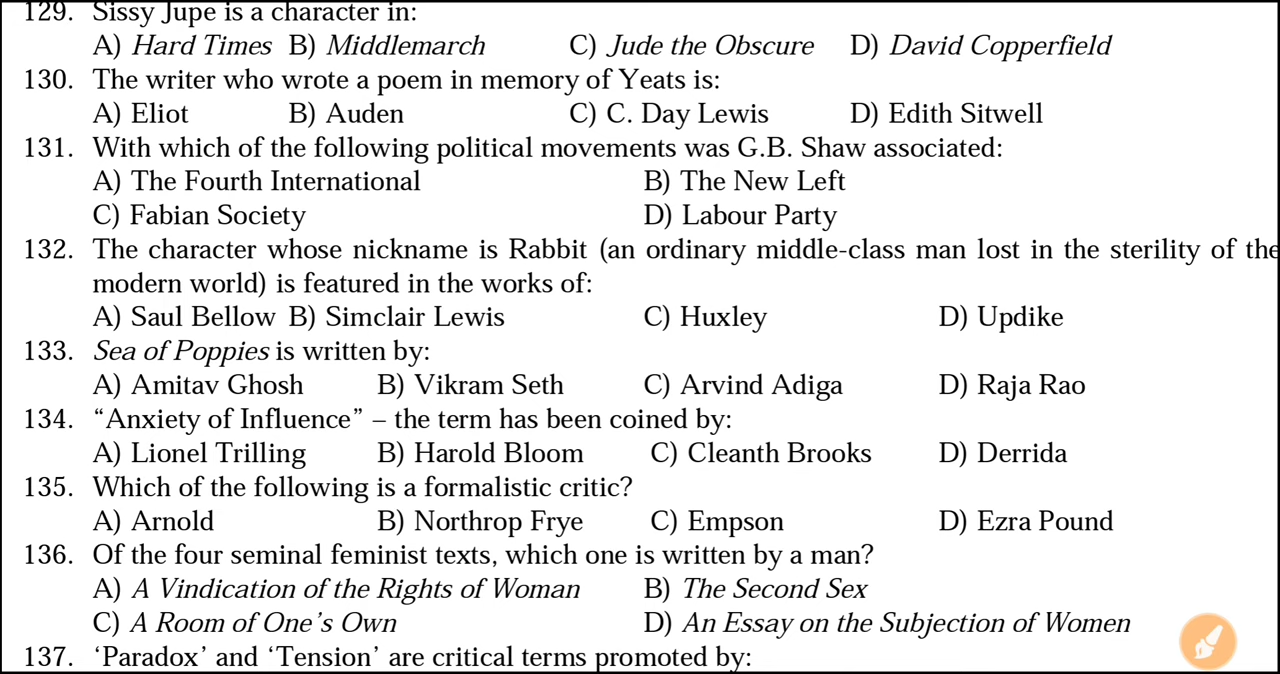 129. Sissy Jupe is a character in:
A) Hard Times B) Middlemarch C) Jude the Obscure D) David Copperfield
130. The writer who wrote a poem in memory of Yeats is:
A) Eliot B) Auden C) C. Day Lewis D) Edith Sitwell
131. With which of the following political movements was G.B. Shaw associated:
A) The Fourth International B) The New Left
C) Fabian Society D) Labour Party
132. The character whose nickname is Rabbit (an ordinary middle-class man lost in the sterility of the
modern world) is featured in the works of:
A) Saul Bellow B) Simclair Lewis C) Huxley D) Updike
133. Sea of Poppies is written by:
A) Amitav Ghosh B) Vikram Seth C) Arvind Adiga D) Raja Rao
134. “Anxiety of Influence” – the term has been coined by:
A) Lionel Trilling B) Harold Bloom C) Cleanth Brooks D) Derrida
135. Which of the following is a formalistic critic?
A) Arnold B) Northrop Frye C) Empson D) Ezra Pound
136. Of the four seminal feminist texts, which one is written by a man?
A) A Vindication of the Rights of Woman B) The Second Sex
C) A Room of One’s Own D) An Essay on the Subjection of Women
137. ‘Paradox’ and ‘Tension’ are critical terms promoted by: